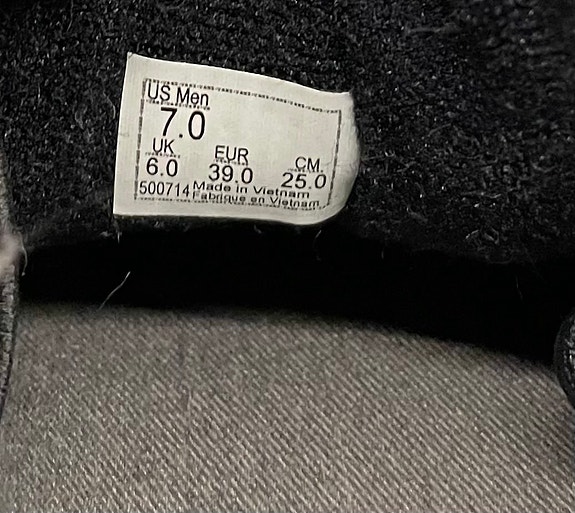 US Men
7.0
UK EUR CM
6.0 39.0 25.0
500714 Made in Vietnam
Fabrique en Vietnam